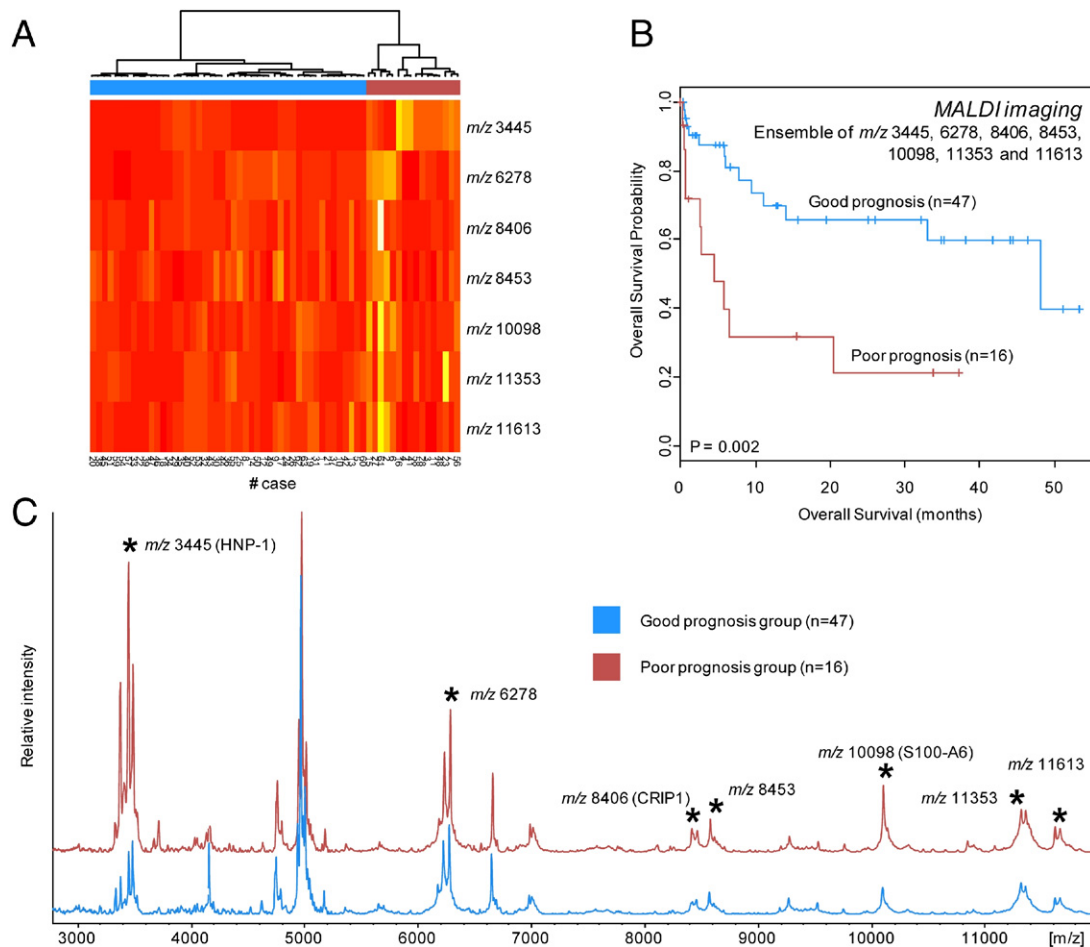 A
m/z 3445
m/z 6278
m/z 8406
m/z 8453
m/z 10098
m/z 11353
m/z 11613
# case
B
MALDI imaging
Ensemble of m/z 3445, 6278, 8406, 8453,
10098, 11353 and 11613
Good prognosis (n=47)
Poor prognosis (n=16)
P = 0.002
Overall Survival Probability
1.0
0.8
0.6
0.4
0.2
0.0
0 10 20 30 40 50
Overall Survival (months)
C
* m/z 3445 (HNP-1)
Good prognosis group (n=47)
Poor prognosis group (n=16)
* m/z 6278
m/z 8406 (CRIP1)
*
m/z 8453
*
m/z 10098 (S100-A6)
*
m/z 11353
*
m/z 11613
*
Relative intensity
3000 4000 5000 6000 7000 8000 9000 10000 11000 [m/z]